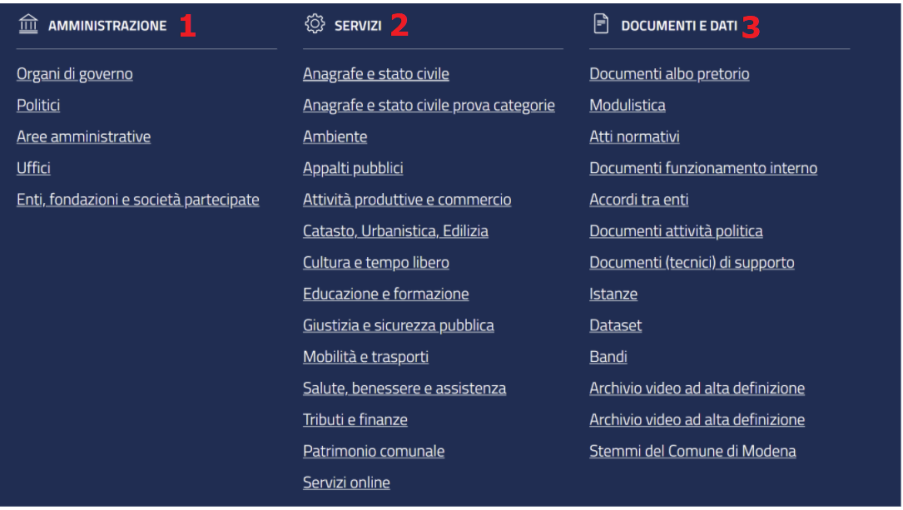 AMMINISTRAZIONE 1
Organi di governo
Politici
Aree amministrative
Uffici
Enti, fondazioni e società partecipate
SERVIZI 2
Anagrafe e stato civile
Anagrafe e stato civile prova categorie
Ambiente
Appalti pubblici
Attività produttive e commercio
Catasto, Urbanistica, Edilizia
Cultura e tempo libero
Educazione e formazione
Giustizia e sicurezza pubblica
Mobilità e trasporti
Salute, benessere e assistenza
Tributi e finanze
Patrimonio comunale
Servizi online
DOCUMENTI E DATI 3
Documenti albo pretorio
Modulistica
Atti normativi
Documenti funzionamento interno
Accordi tra enti
Documenti attività politica
Documenti (tecnici) di supporto
Istanze
Dataset
Bandi
Archivio video ad alta definizione
Archivio video ad alta definizione
Stemmi del Comune di Modena